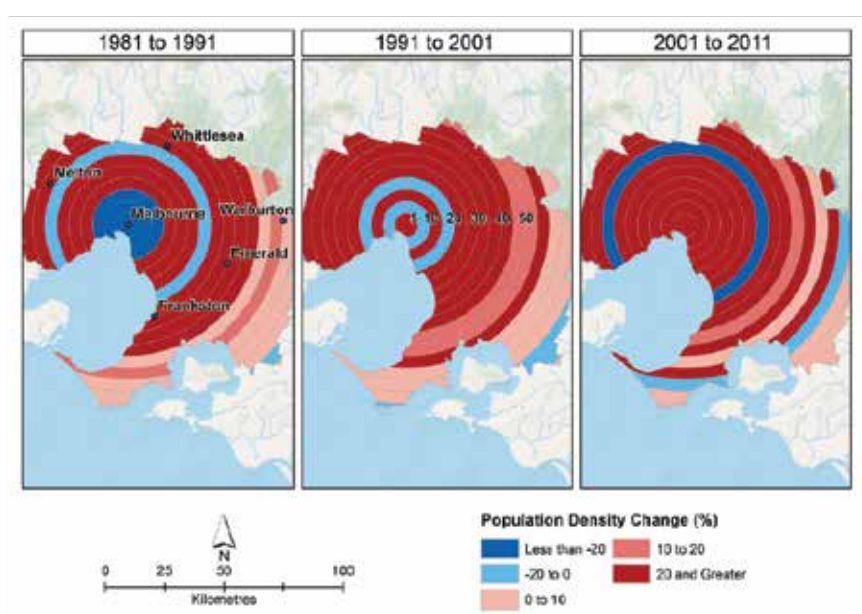 1981 to 1991
1991 to 2001
2001 to 2011
Whittlesea
Melton
Melbourne
Warburton
Emerald
Frankston
20 30 40 50
N
0 25 50 100
Kilometres
Population Density Change (%)
Less than -20
10 to 20
-20 to 0
20 and Greater
0 to 10